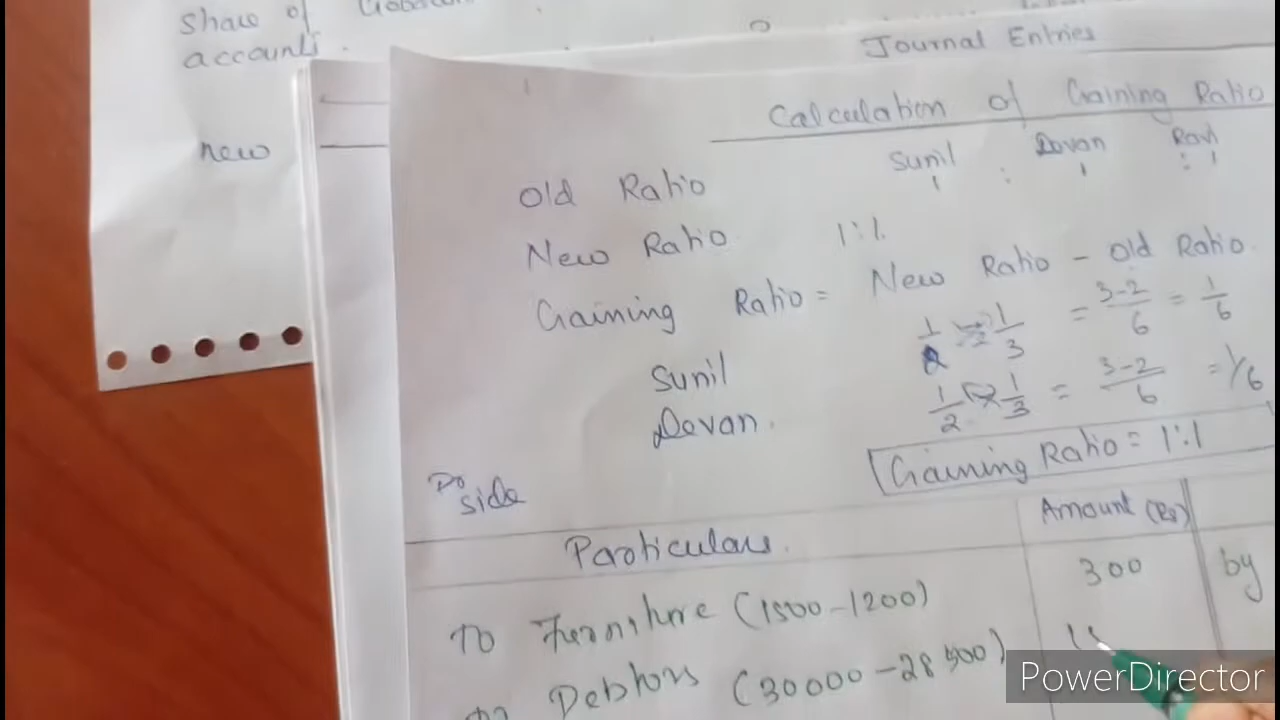 share of
accounts.
new
Journal Entries
Calculation of Gaining Ratio
Sunil Devan Ravi
Old Ratio 1 : 1 : 1
New Ratio 1:1
Gaining Ratio = New Ratio - Old Ratio
Sunil 1/2 - 1/3 = 3-2/6 = 1/6
Devan 1/2 - 1/3 = 3-2/6 = 1/6
Gaining Ratio = 1:1
Dr side
Particulars. Amount (Rs)
To Furniture (1500-1200) 300 by
To Debtors (30000-28500)
PowerDirector